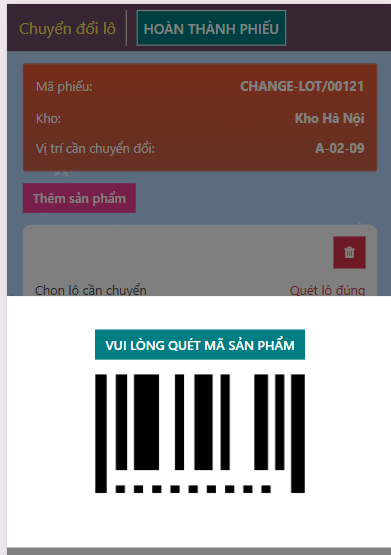 Chuyển đổi lô
HOÀN THÀNH PHIẾU
Mã phiếu: CHANGE-LOT/00121
Kho: Kho Hà Nội
Vị trí cần chuyển đổi: A-02-09
Thêm sản phẩm
Chọn lô cần chuyển Quét lô đúng
VUI LÒNG QUÉT MÃ SẢN PHẨM